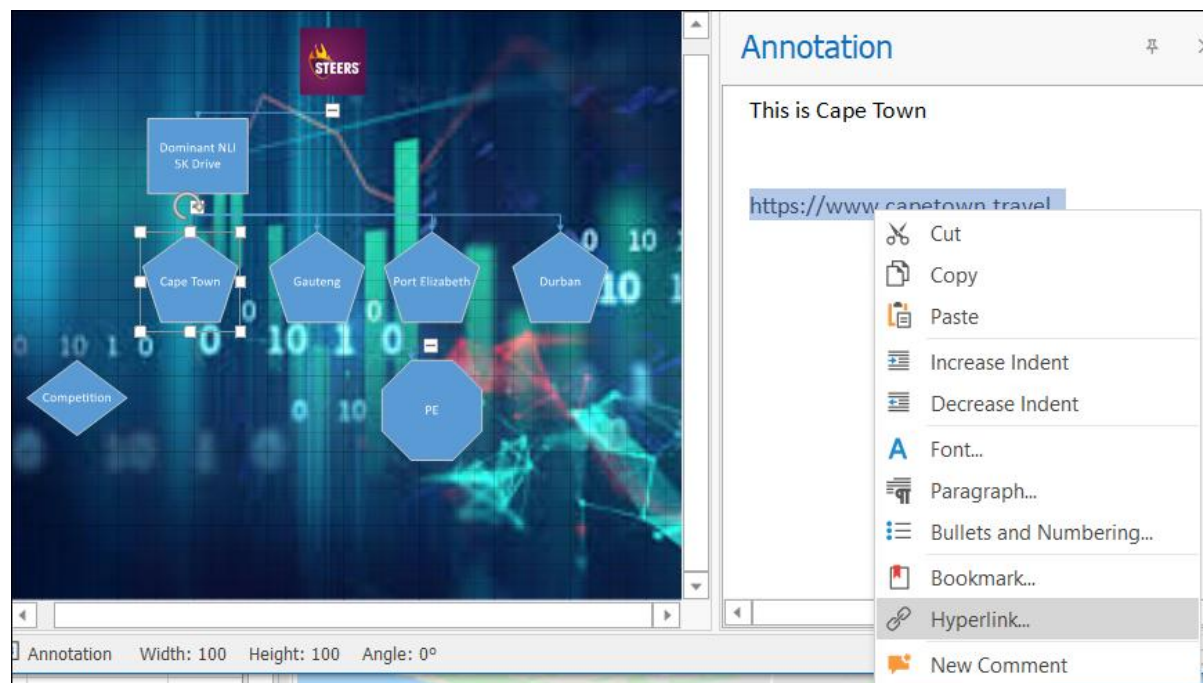 STEERS
Dominant NLI
5K Drive
Cape Town
Gauteng
Port Elizabeth
Durban
Competition
PE
Annotation
This is Cape Town
https://www.capetown.travel
Cut
Copy
Paste
Increase Indent
Decrease Indent
Font...
Paragraph...
Bullets and Numbering...
Bookmark...
Hyperlink...
New Comment
Annotation Width: 100 Height: 100 Angle: 0°